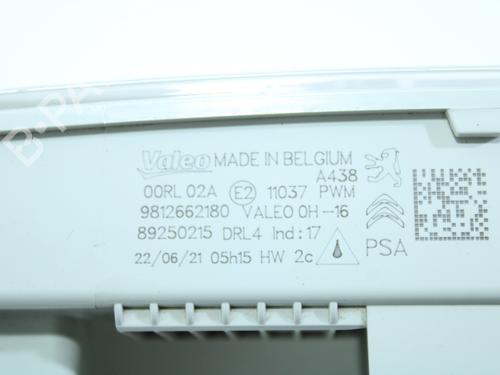 Valeo MADE IN BELGIUM
A438
00RL 02A E2 11037 PWM
9812662180 VALEO 0H-16
89250215 DRL4 Ind:17
PSA
22/06/21 05h15 HW 2c
B-PA